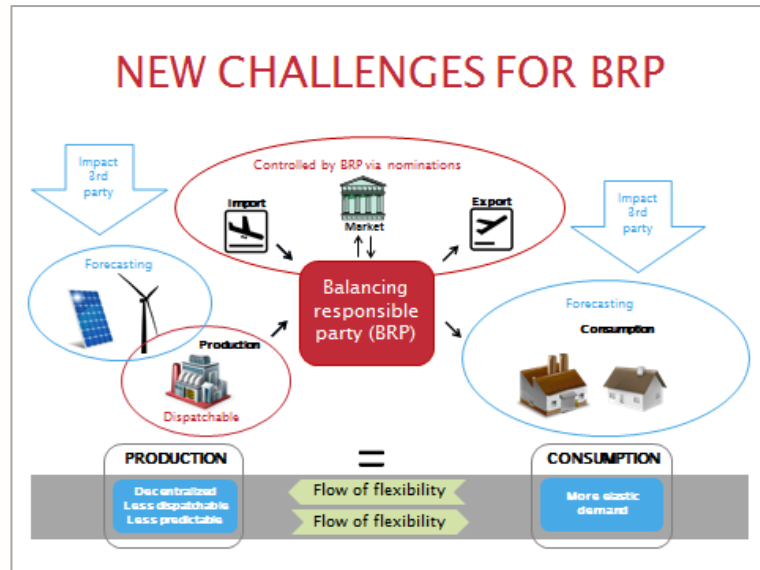 NEW CHALLENGES FOR BRP
Impact
3rd
party
Controlled by BRP via nominations
Import
Market
Export
Impact
3rd
party
Forecasting
Production
Dispatchable
Balancing
responsible
party (BRP)
Forecasting
Consumption
PRODUCTION
=
CONSUMPTION
Decentralized
Less dispatchable
Less predictable
Flow of flexibility
Flow of flexibility
More elastic
demand